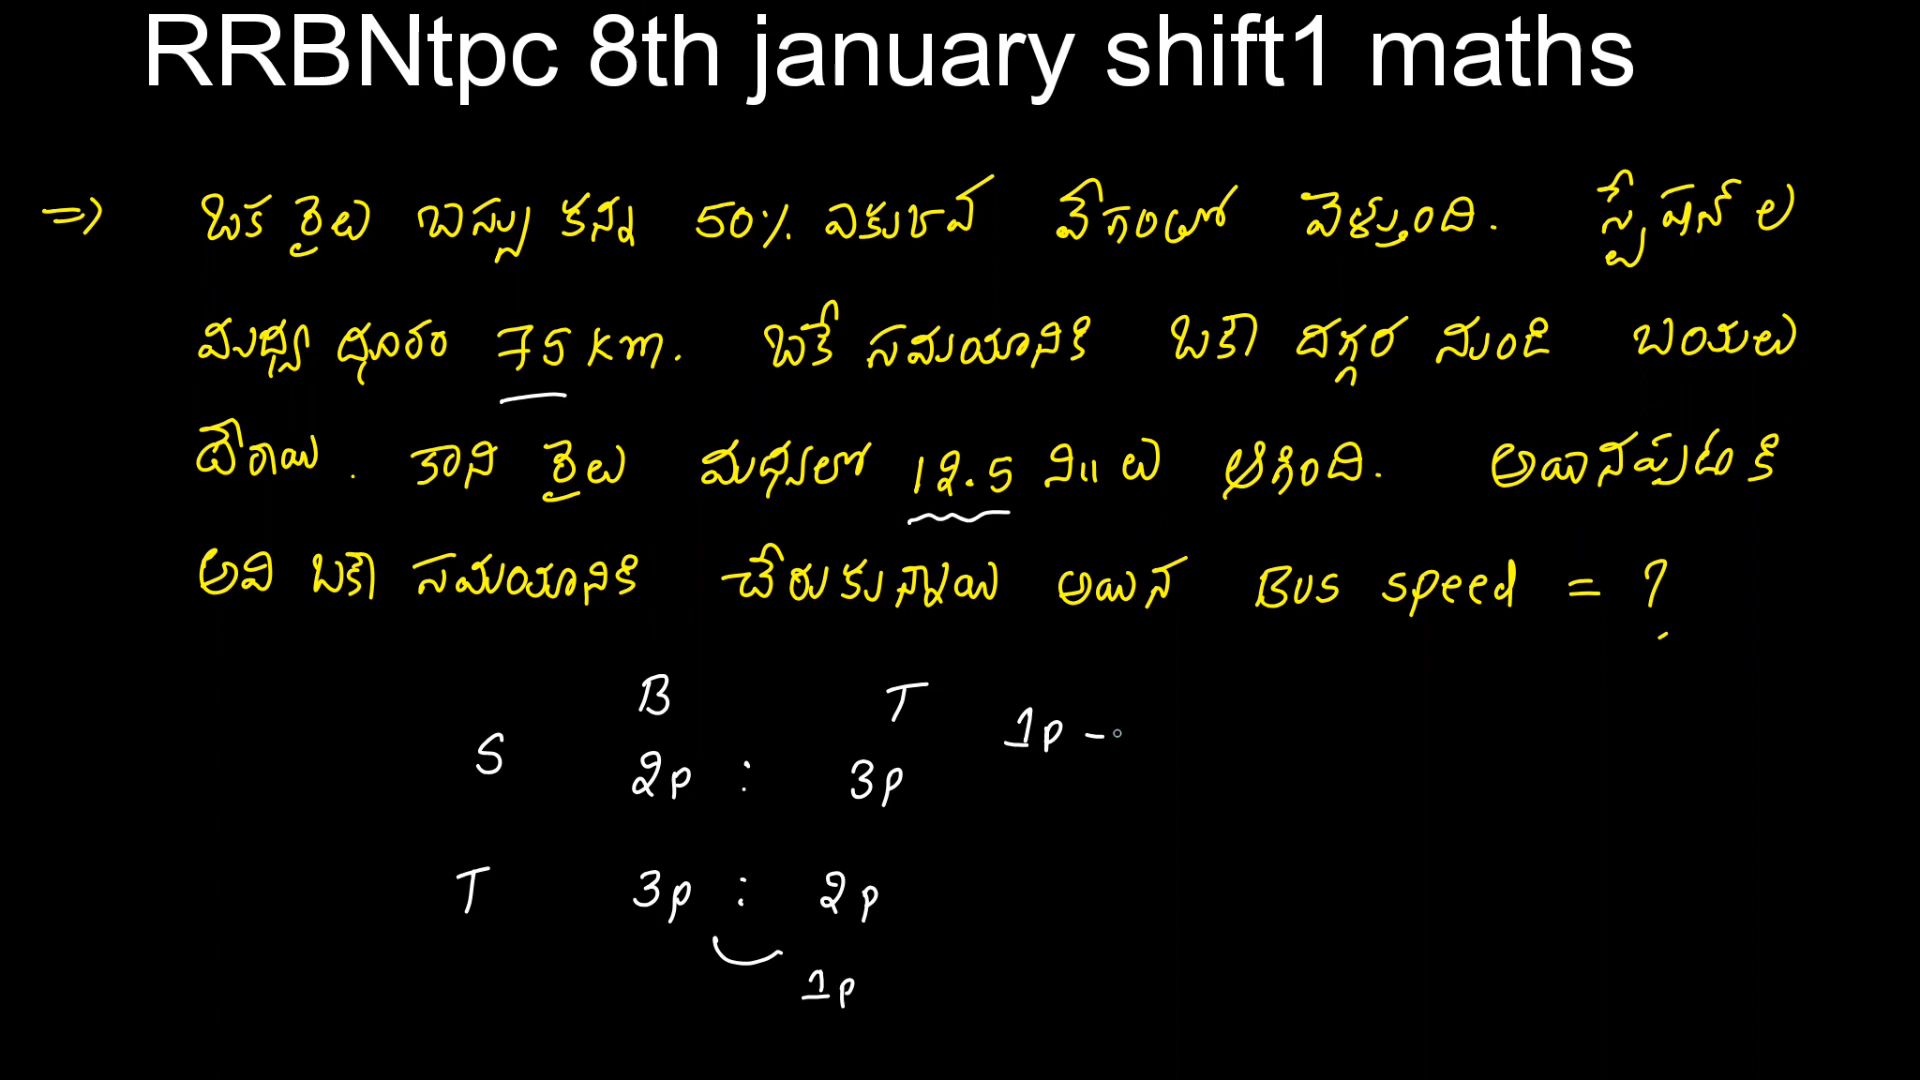 RRBNtpc 8th january shift1 maths
=> ఒక రైలు బస్సు కన్న 50% ఎకువ వేగంతో వెళ్తుంది. స్టేషన్ ల
మధ్య ధూరం 75 km. ఒకే సమయానికి ఒకే దగ్గర నుండి బయలు
దేరాయి. కాని రైలు మధ్యలో 12.5 ని॥లు ఆగింది. అయినప్పటికి
అవి ఒకే సమయానికి చేరుకున్నాయి అయిన Bus speed = ?
B T 1p -
S 2p : 3p
T 3p : 2p
1p